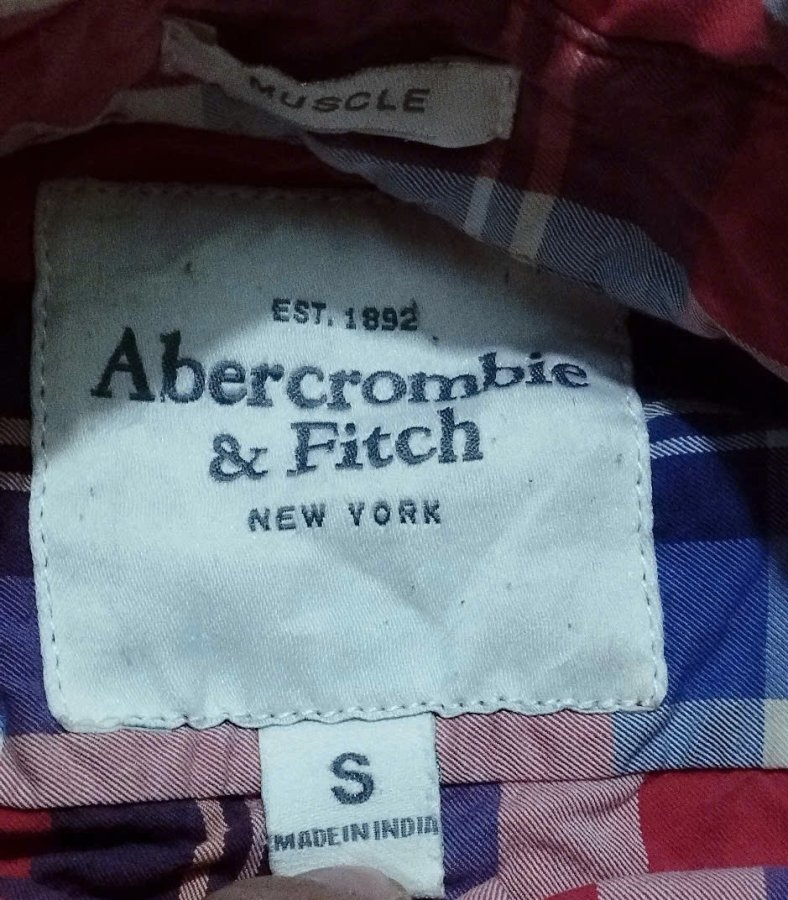 MUSCLE
EST. 1892
Abercrombie
& Fitch
NEW YORK
S
MADE IN INDIA